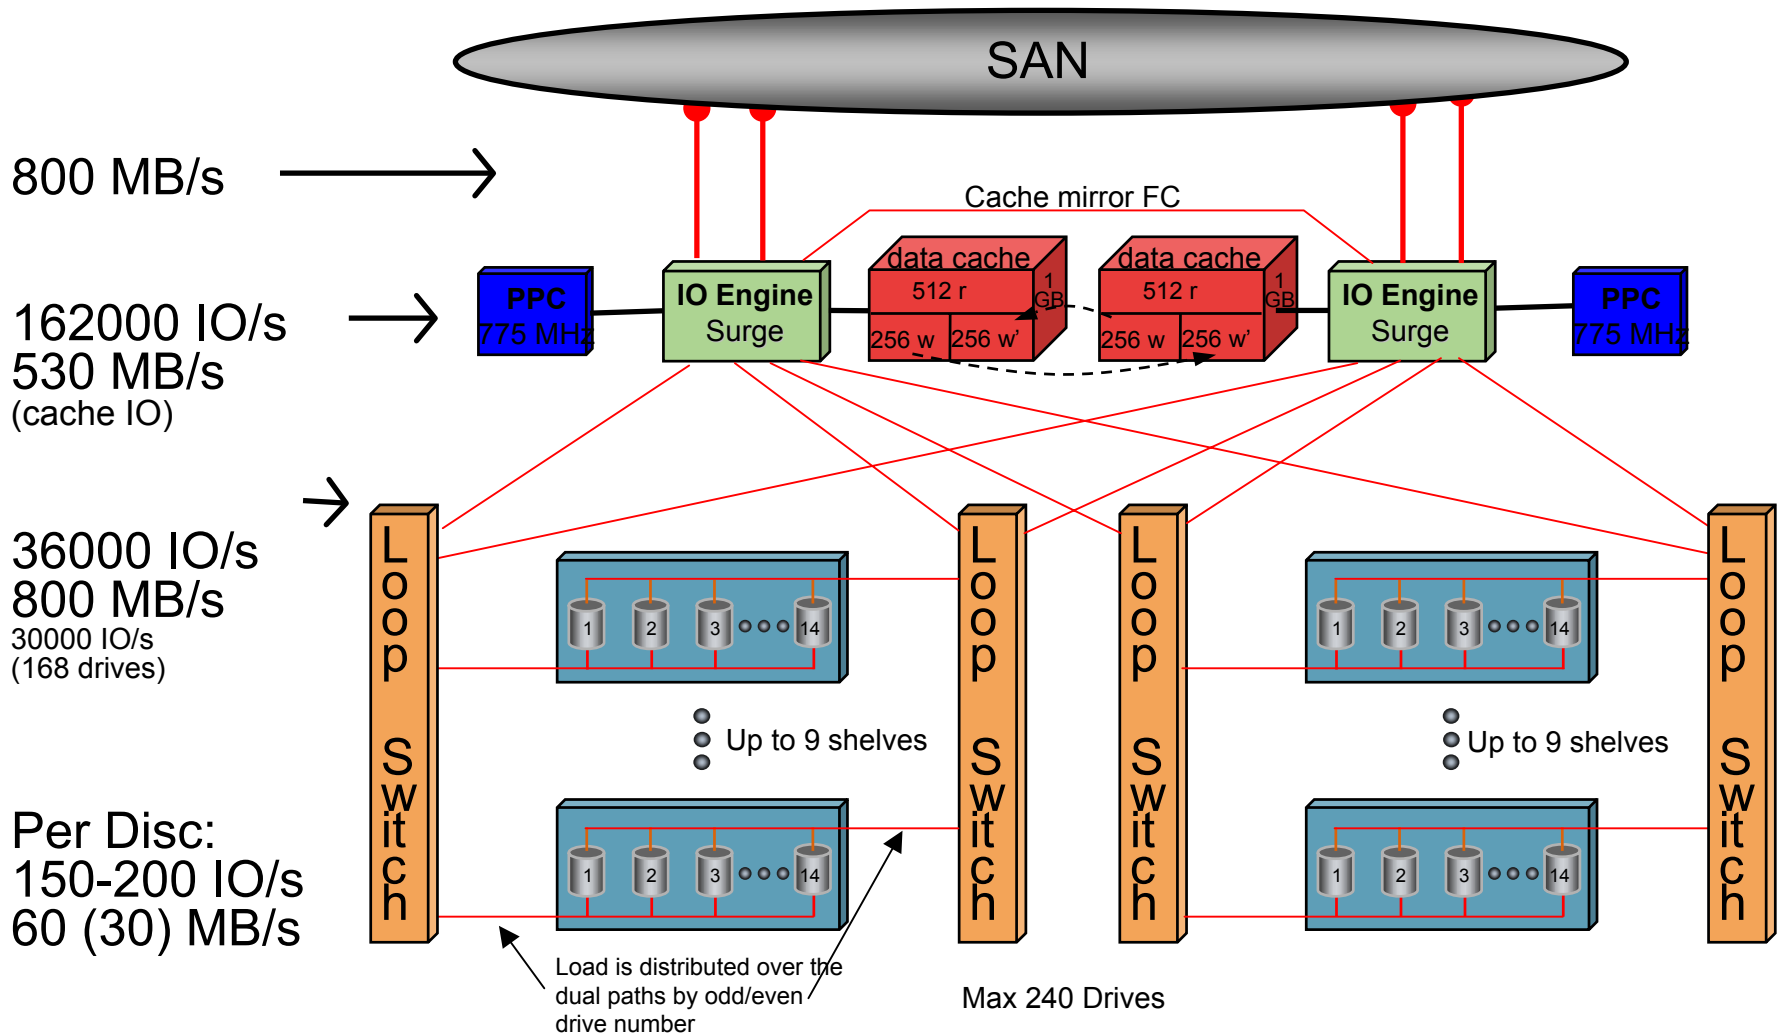 SAN
800 MB/s
Cache mirror FC
PPC
775 MHz
IO Engine
Surge
data cache
512 r
1
GB
256 w
256 w'
data cache
512 r
1
GB
256 w
256 w'
IO Engine
Surge
PPC
775 MHz
162000 IO/s
530 MB/s
(cache IO)
36000 IO/s
800 MB/s
30000 IO/s
(168 drives)
Loop Switch
1 2 3 14
Up to 9 shelves
1 2 3 14
Loop Switch
Loop Switch
1 2 3 14
Up to 9 shelves
1 2 3 14
Loop Switch
Per Disc:
150-200 IO/s
60 (30) MB/s
Load is distributed over the
dual paths by odd/even
drive number
Max 240 Drives